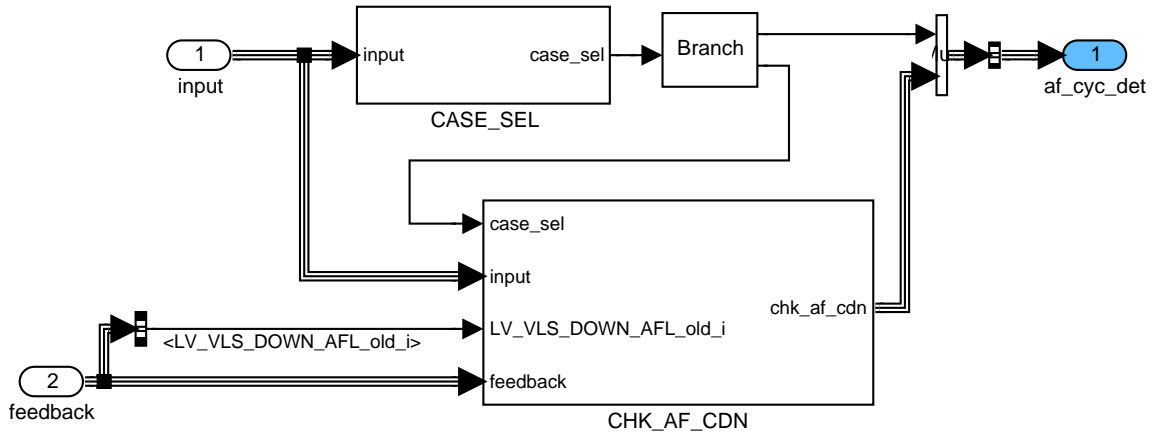 1
input
input
case_sel
CASE_SEL
Branch
1
af_cyc_det
case_sel
input
LV_VLS_DOWN_AFL_old_i
feedback
chk_af_cdn
CHK_AF_CDN
<LV_VLS_DOWN_AFL_old_i>
2
feedback